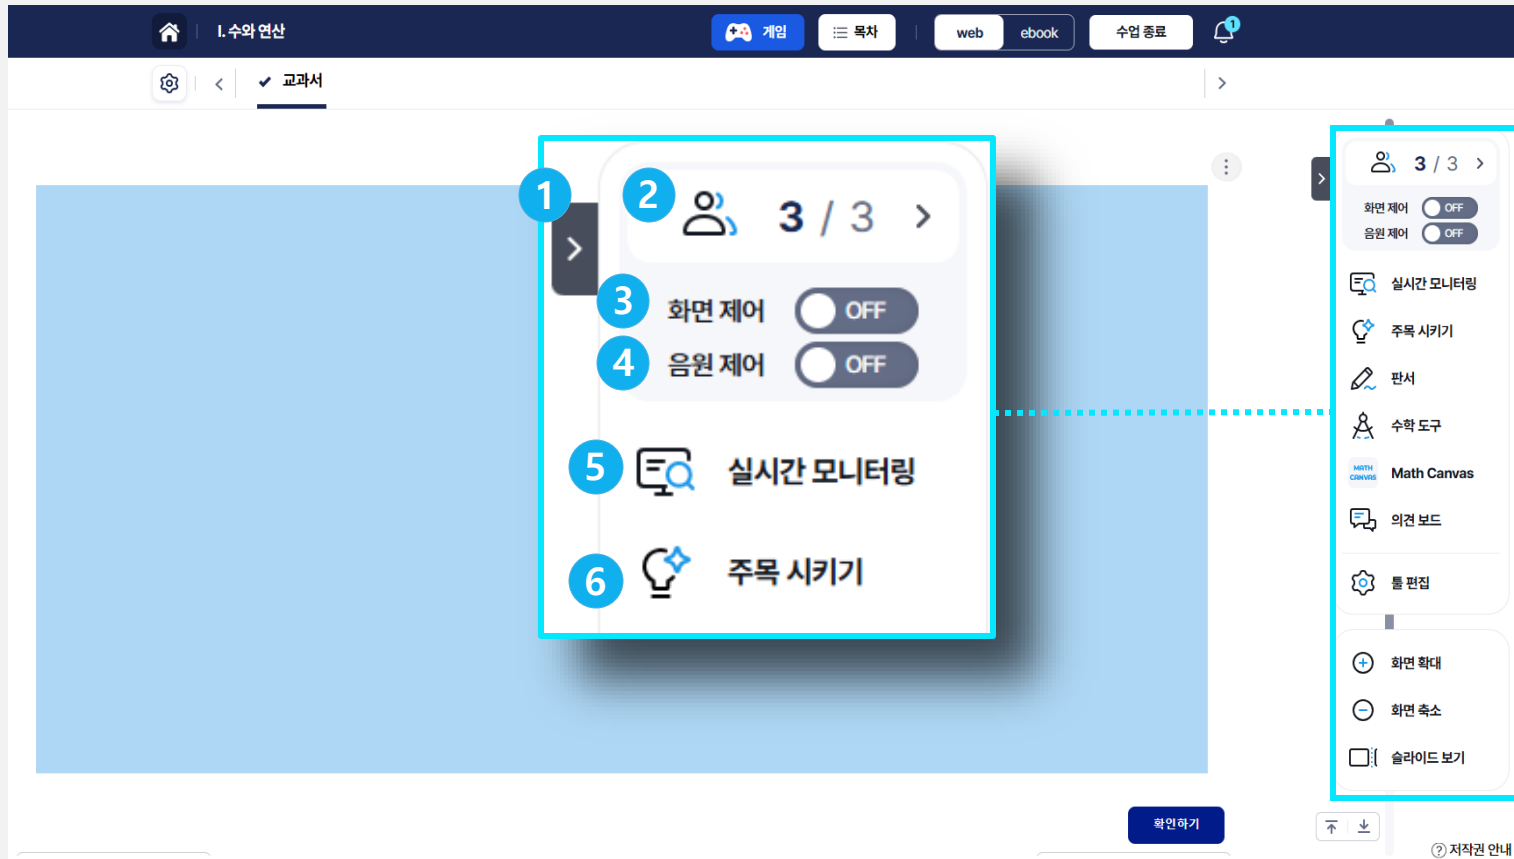 I. 수와 연산
게임
목차
web
ebook
수업 종료
1
교과서
1
2
3 / 3
3
화면 제어
OFF
4
음원 제어
OFF
5
실시간 모니터링
6
주목 시키기
3 / 3
화면 제어
OFF
음원 제어
OFF
실시간 모니터링
주목 시키기
판서
수학 도구
MATH
CANVAS
Math Canvas
의견 보드
툴 편집
화면 확대
화면 축소
슬라이드 보기
확인하기
? 저작권 안내